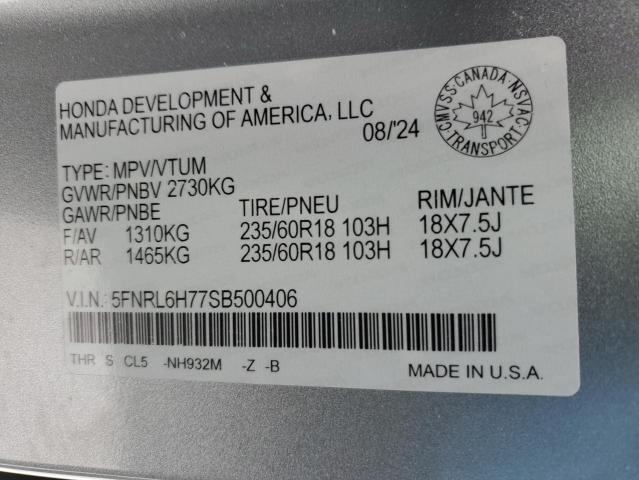 HONDA DEVELOPMENT &
MANUFACTURING OF AMERICA, LLC
08/'24
CMVSS · CANADA · NSVAC · TRANSPORT ·
942
TYPE: MPV/VTUM
GVWR/PNBV 2730KG
GAWR/PNBE TIRE/PNEU RIM/JANTE
F/AV 1310KG 235/60R18 103H 18X7.5J
R/AR 1465KG 235/60R18 103H 18X7.5J
V.I.N.: 5FNRL6H77SB500406
THR S CL5 -NH932M -Z -B
MADE IN U.S.A.